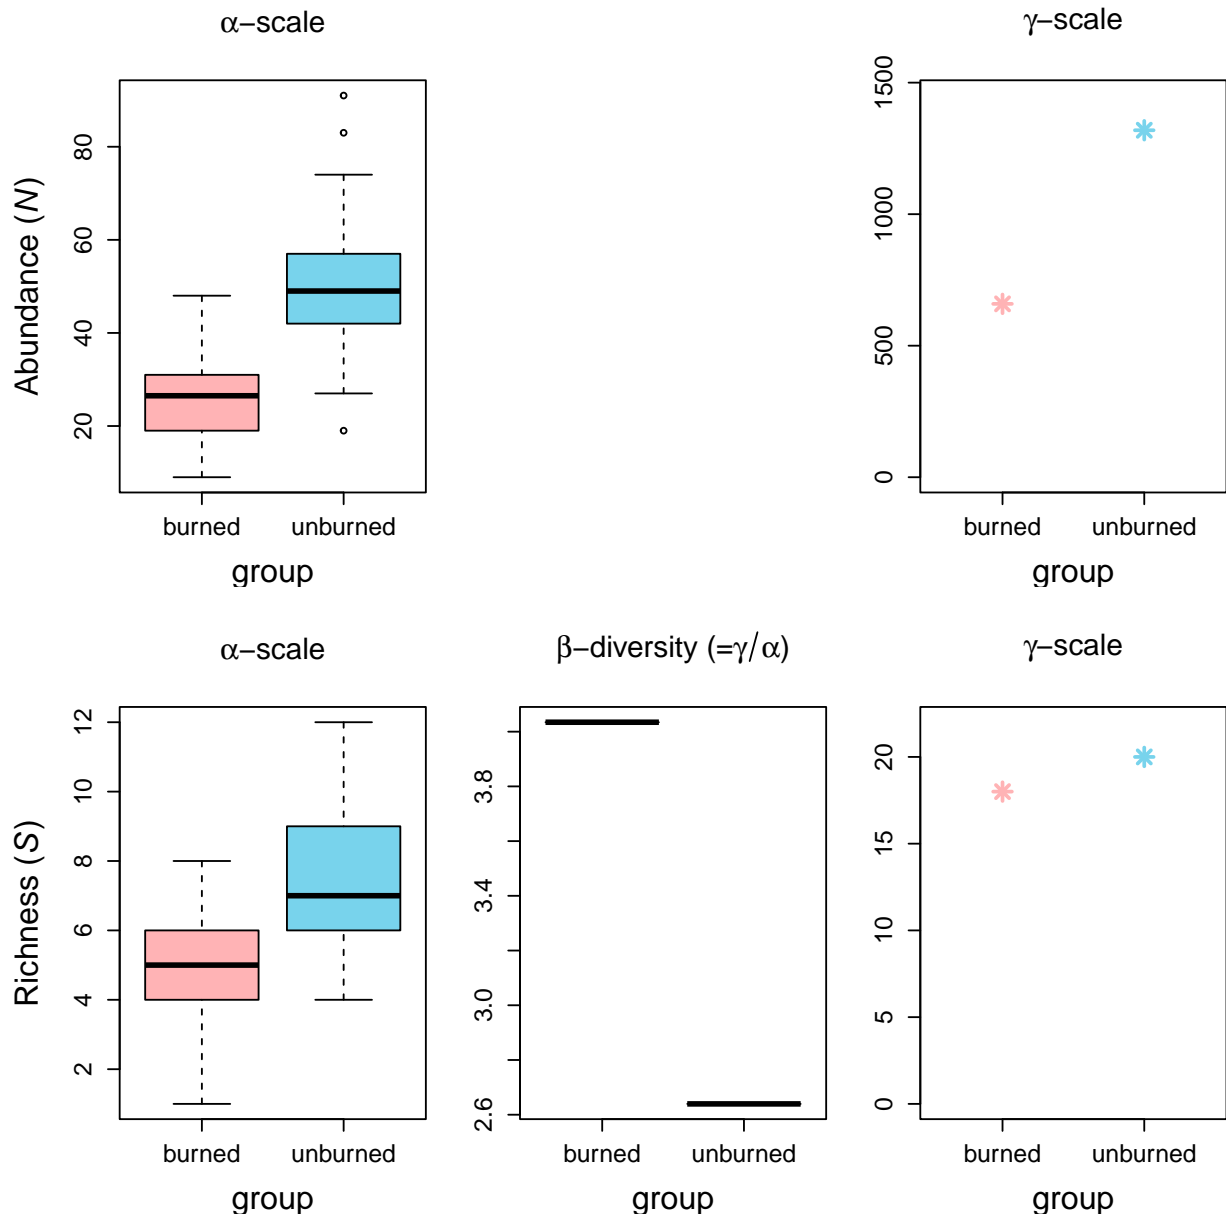 α−scale
γ−scale
Abundance (N)
20
40
60
80
burned
unburned
group
0
500
1000
1500
burned
unburned
group
α−scale
β−diversity (=γ/α)
γ−scale
Richness (S)
2
4
6
8
10
12
burned
unburned
group
2.6
3.0
3.4
3.8
burned
unburned
group
0
5
10
15
20
burned
unburned
group